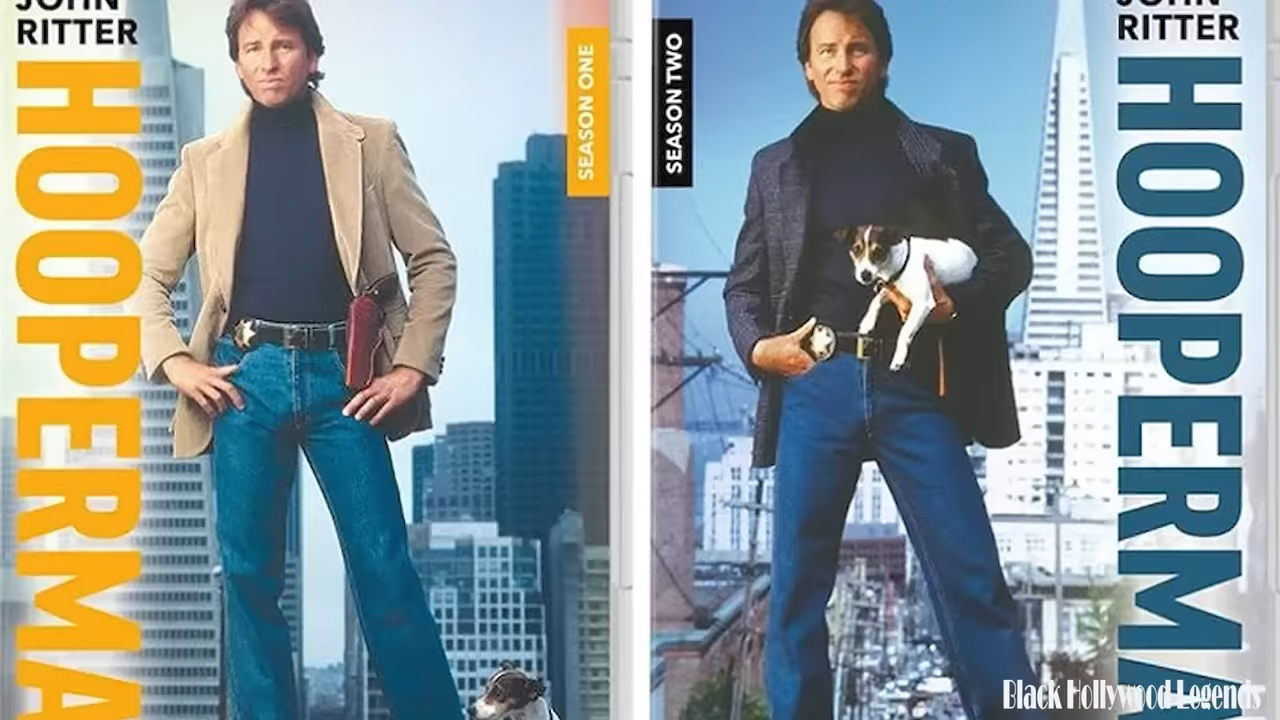 JOHN
RITTER
HOOPERMA
SEASON ONE
SEASON TWO
JOHN
RITTER
HOOPERMA
Black Hollywood Legends